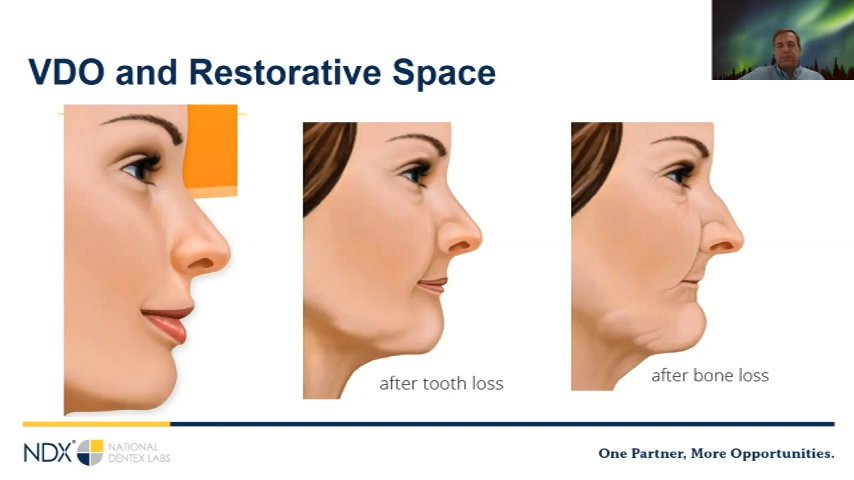 VDO and Restorative Space
after tooth loss
after bone loss
NDX®
NATIONAL
DENTEX LABS
One Partner, More Opportunities.